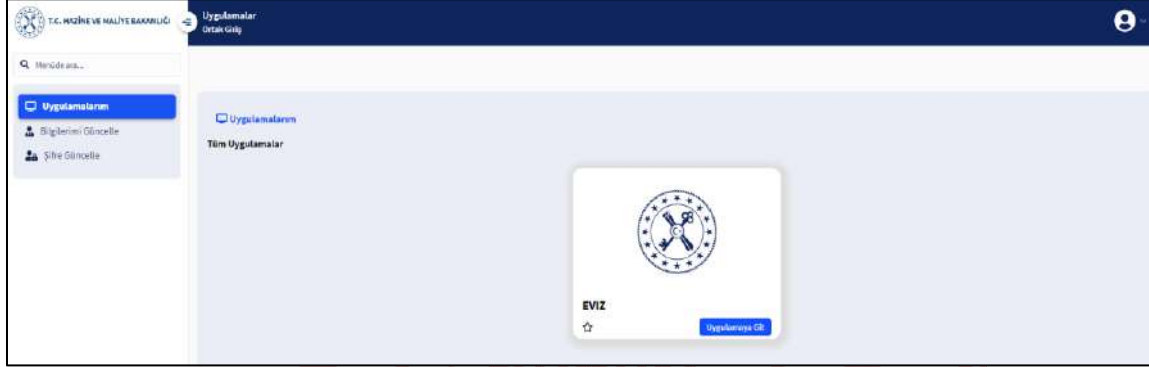 T.C. HAZİNE VE MALİYE BAKANLIĞI
Uygulamalar
Ortak Giriş
Menüde ara...
Uygulamalarım
Bilgilerimi Güncelle
Şifre Güncelle
Uygulamalarım
Tüm Uygulamalar
EVIZ
Uygulamaya Git